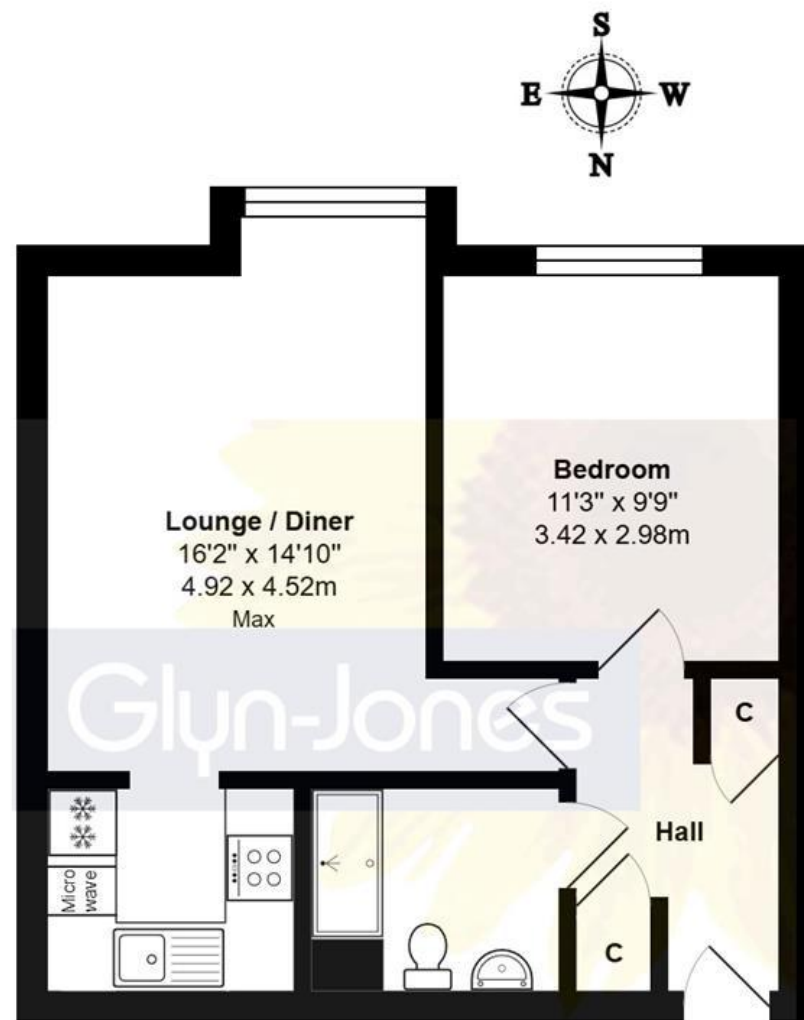 S
E W
N
Lounge / Diner
16'2" x 14'10"
4.92 x 4.52m
Max
Bedroom
11'3" x 9'9"
3.42 x 2.98m
Glyn-Jones
C
Hall
Micro
wave
C